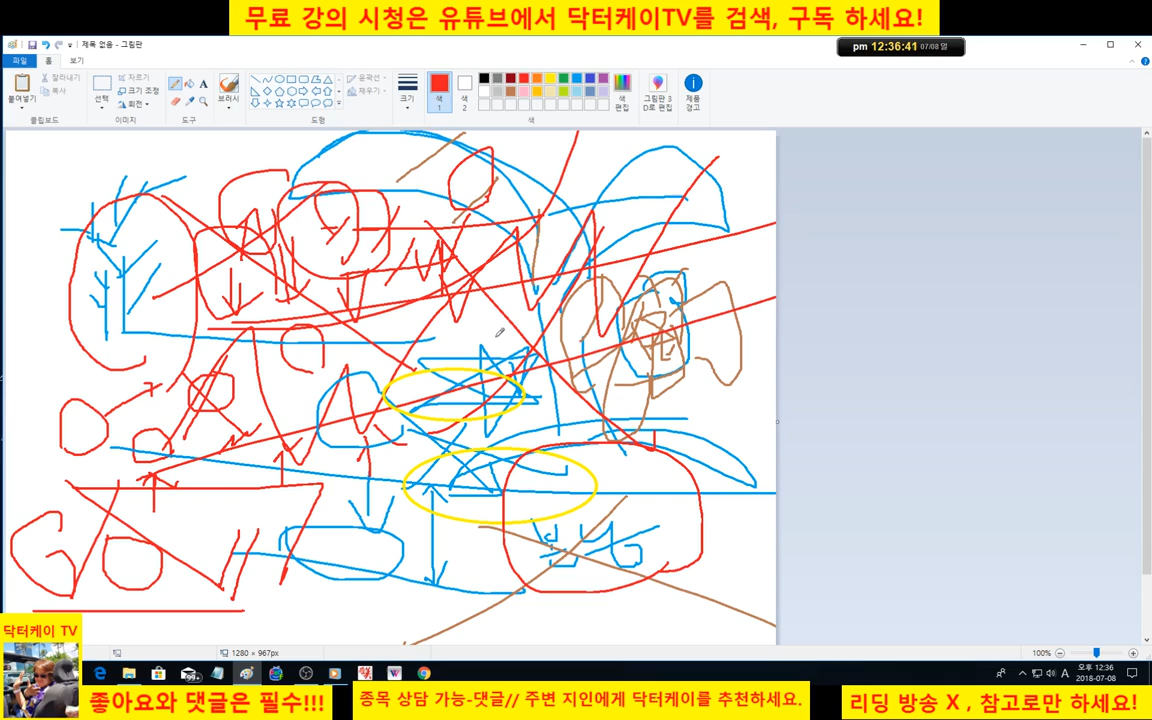 무료 강의 시청은 유튜브에서 닥터케이TV를 검색, 구독 하세요!
제목 없음 - 그림판
pm 12:36:41 07/08 일
파일 홈 보기
붙여넣기
잘라내기
복사
클립보드
선택
자르기
크기 조정
회전
이미지
A
도구
브러시
도형
윤곽선
채우기
크기
색
1
색
2
색
편집
색
그림판 3
D로 편집
제품
경고
GO
분석
닥터케이 TV
1280 × 967px
100%
99+
W
A
오후 12:36
2018-07-08
좋아요와 댓글은 필수!!!
종목 상담 가능-댓글// 주변 지인에게 닥터케이를 추천하세요.
리딩 방송 X , 참고로만 하세요!